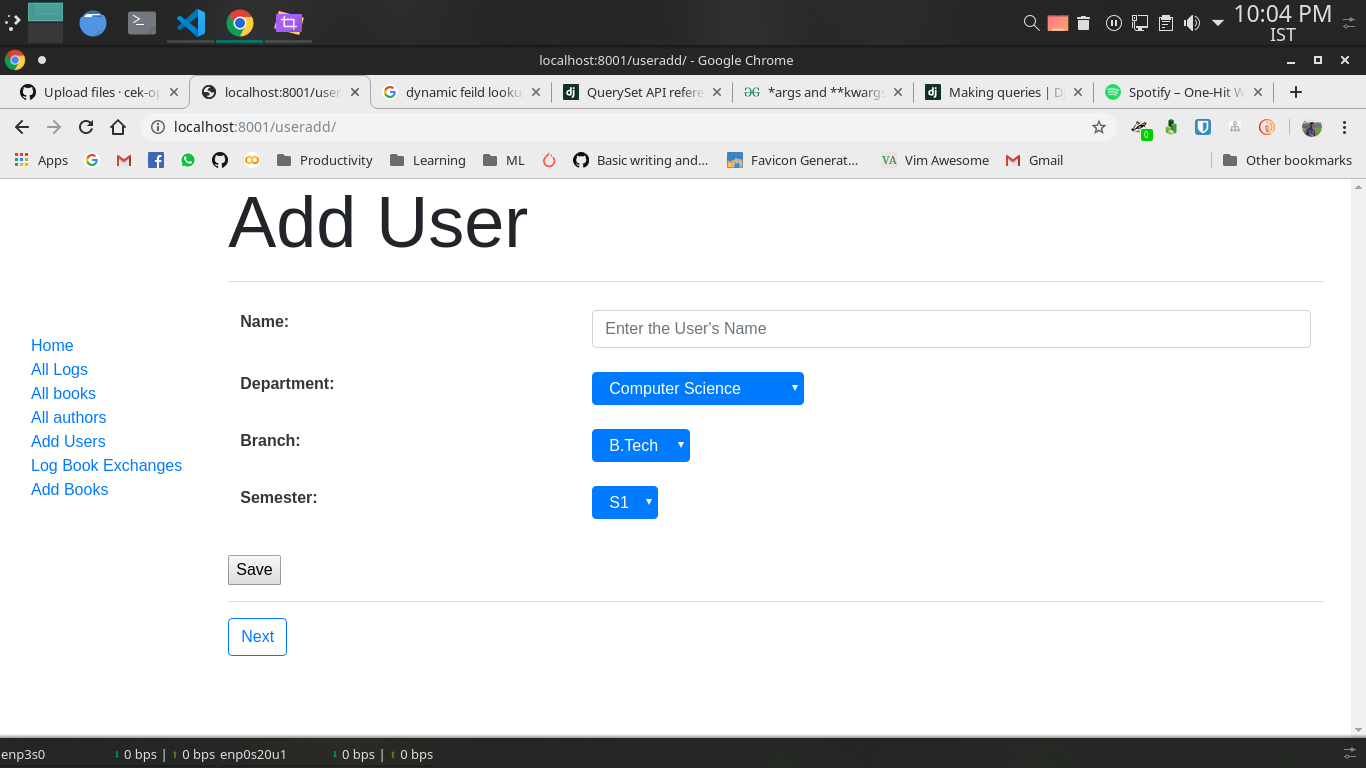 10:04 PM
IST
localhost:8001/useradd/ - Google Chrome
Upload files · cek-op
localhost:8001/user
dynamic feild looku
QuerySet API refere
*args and **kwargs
Making queries | Dj
Spotify – One-Hit W
localhost:8001/useradd/
0
Apps
Productivity
Learning
ML
Basic writing and...
Favicon Generat...
VA Vim Awesome
Gmail
Other bookmarks
Add User
Home
All Logs
All books
All authors
Add Users
Log Book Exchanges
Add Books
Name:
Enter the User's Name
Department:
Computer Science
Branch:
B.Tech
Semester:
S1
Save
Next
enp3s0 0 bps | 0 bps enp0s20u1 0 bps | 0 bps